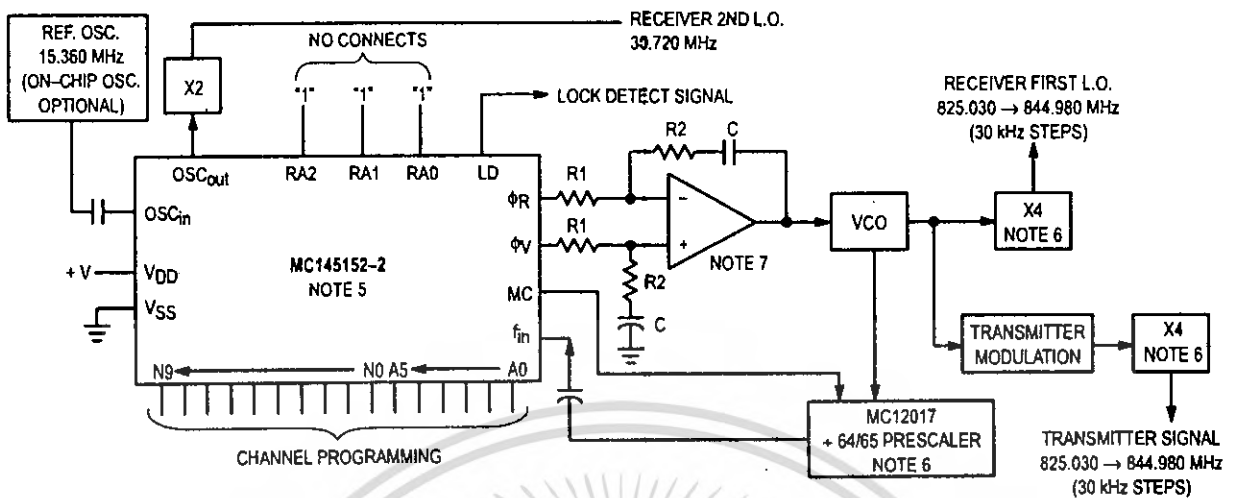 REF. OSC.
15.360 MHz
(ON–CHIP OSC.
OPTIONAL)
X2
NO CONNECTS
"1" "1" "1"
RECEIVER 2ND L.O.
30.720 MHz
LOCK DETECT SIGNAL
RECEIVER FIRST L.O.
825.030 → 844.980 MHz
(30 kHz STEPS)
OSCout RA2 RA1 RA0 LD
OSCin
+ V
VDD
VSS
MC145152–2
NOTE 5
ϕR
ϕV
MC
fin
N9 N0 A5 A0
CHANNEL PROGRAMMING
R1
R1
R2
C
–
+
NOTE 7
R2
C
VCO
X4
NOTE 6
TRANSMITTER
MODULATION
X4
NOTE 6
MC12017
+ 64/65 PRESCALER
NOTE 6
TRANSMITTER SIGNAL
825.030 → 844.980 MHz
(30 kHz STEPS)